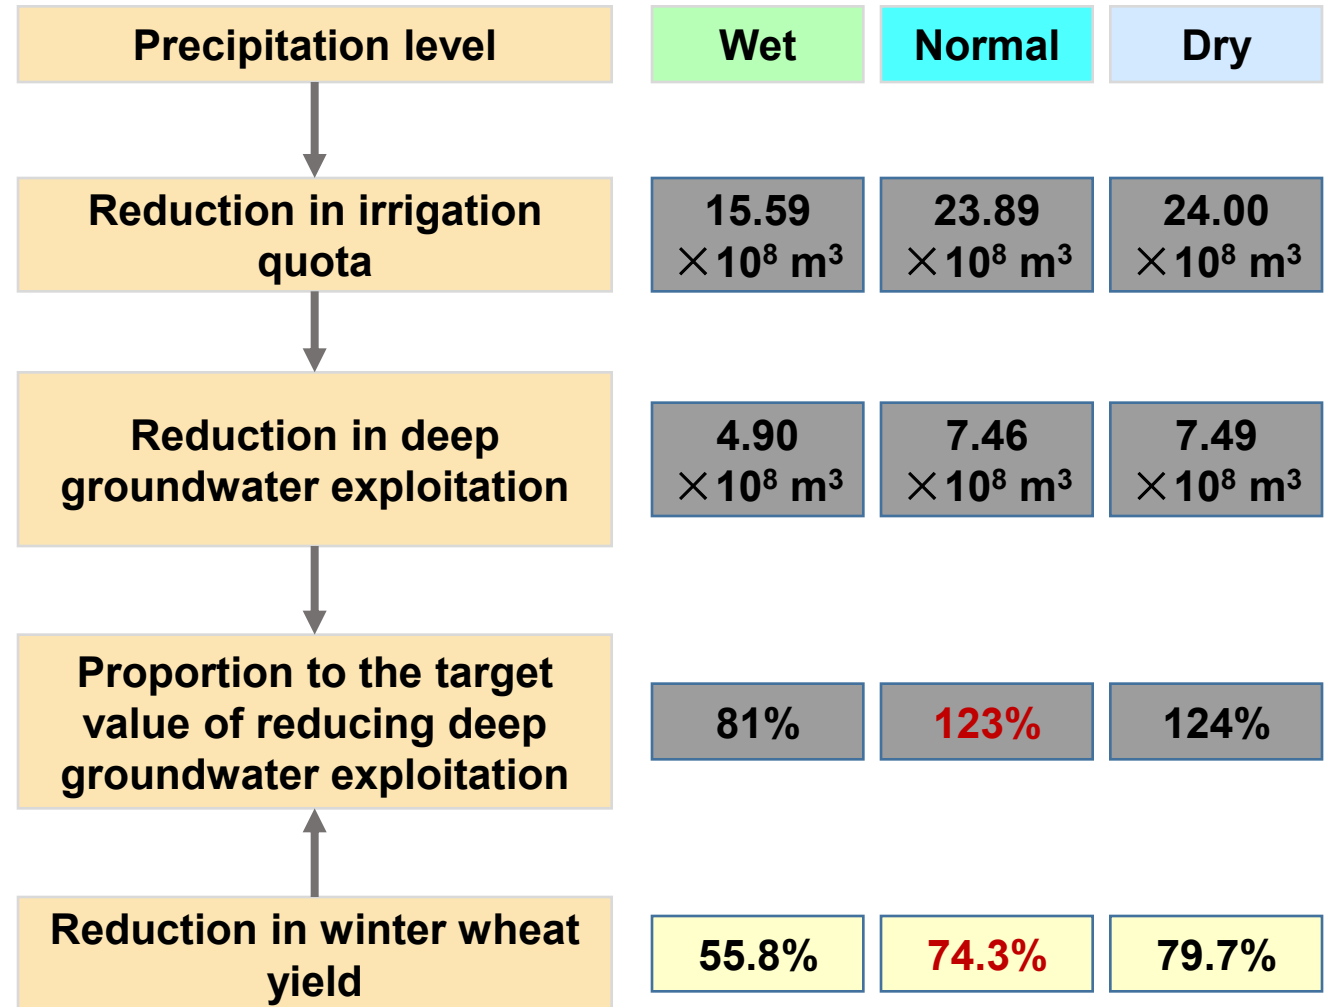 Precipitation level
Wet
Normal
Dry
Reduction in irrigation
quota
15.59
×10⁸ m³
23.89
×10⁸ m³
24.00
×10⁸ m³
Reduction in deep
groundwater exploitation
4.90
×10⁸ m³
7.46
×10⁸ m³
7.49
×10⁸ m³
Proportion to the target
value of reducing deep
groundwater exploitation
81%
123%
124%
Reduction in winter wheat
yield
55.8%
74.3%
79.7%